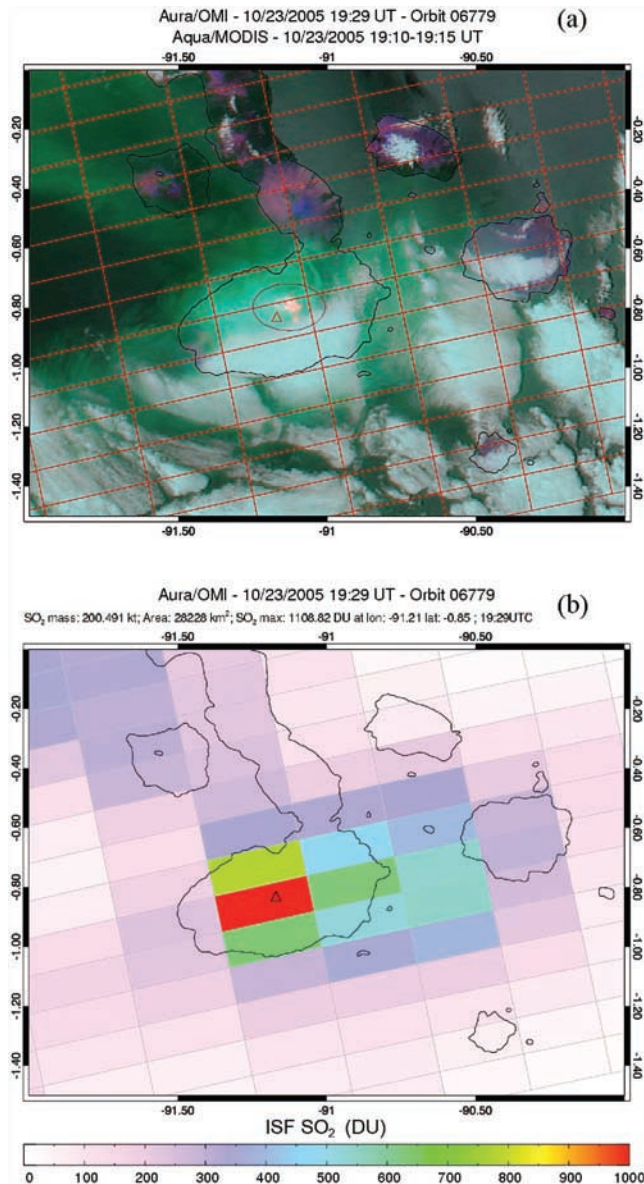 Aura/OMI - 10/23/2005 19:29 UT - Orbit 06779 (a)
Aqua/MODIS - 10/23/2005 19:10-19:15 UT
-91.50 -91 -90.50
-0.20 -0.20
-0.40 -0.40
-0.60 -0.60
-0.80 -0.80
-1.00 -1.00
-1.20 -1.20
-1.40 -1.40
-91.50 -91 -90.50
Aura/OMI - 10/23/2005 19:29 UT - Orbit 06779 (b)
SO₂ mass: 200.491 kt; Area: 28228 km²; SO₂ max: 1108.82 DU at lon: -91.21 lat: -0.85 ; 19:29UTC
-91.50 -91 -90.50
-0.20 -0.20
-0.40 -0.40
-0.60 -0.60
-0.80 -0.80
-1.00 -1.00
-1.20 -1.20
-1.40 -1.40
-91.50 -91 -90.50
ISF SO₂ (DU)
0 100 200 300 400 500 600 700 800 900 1000